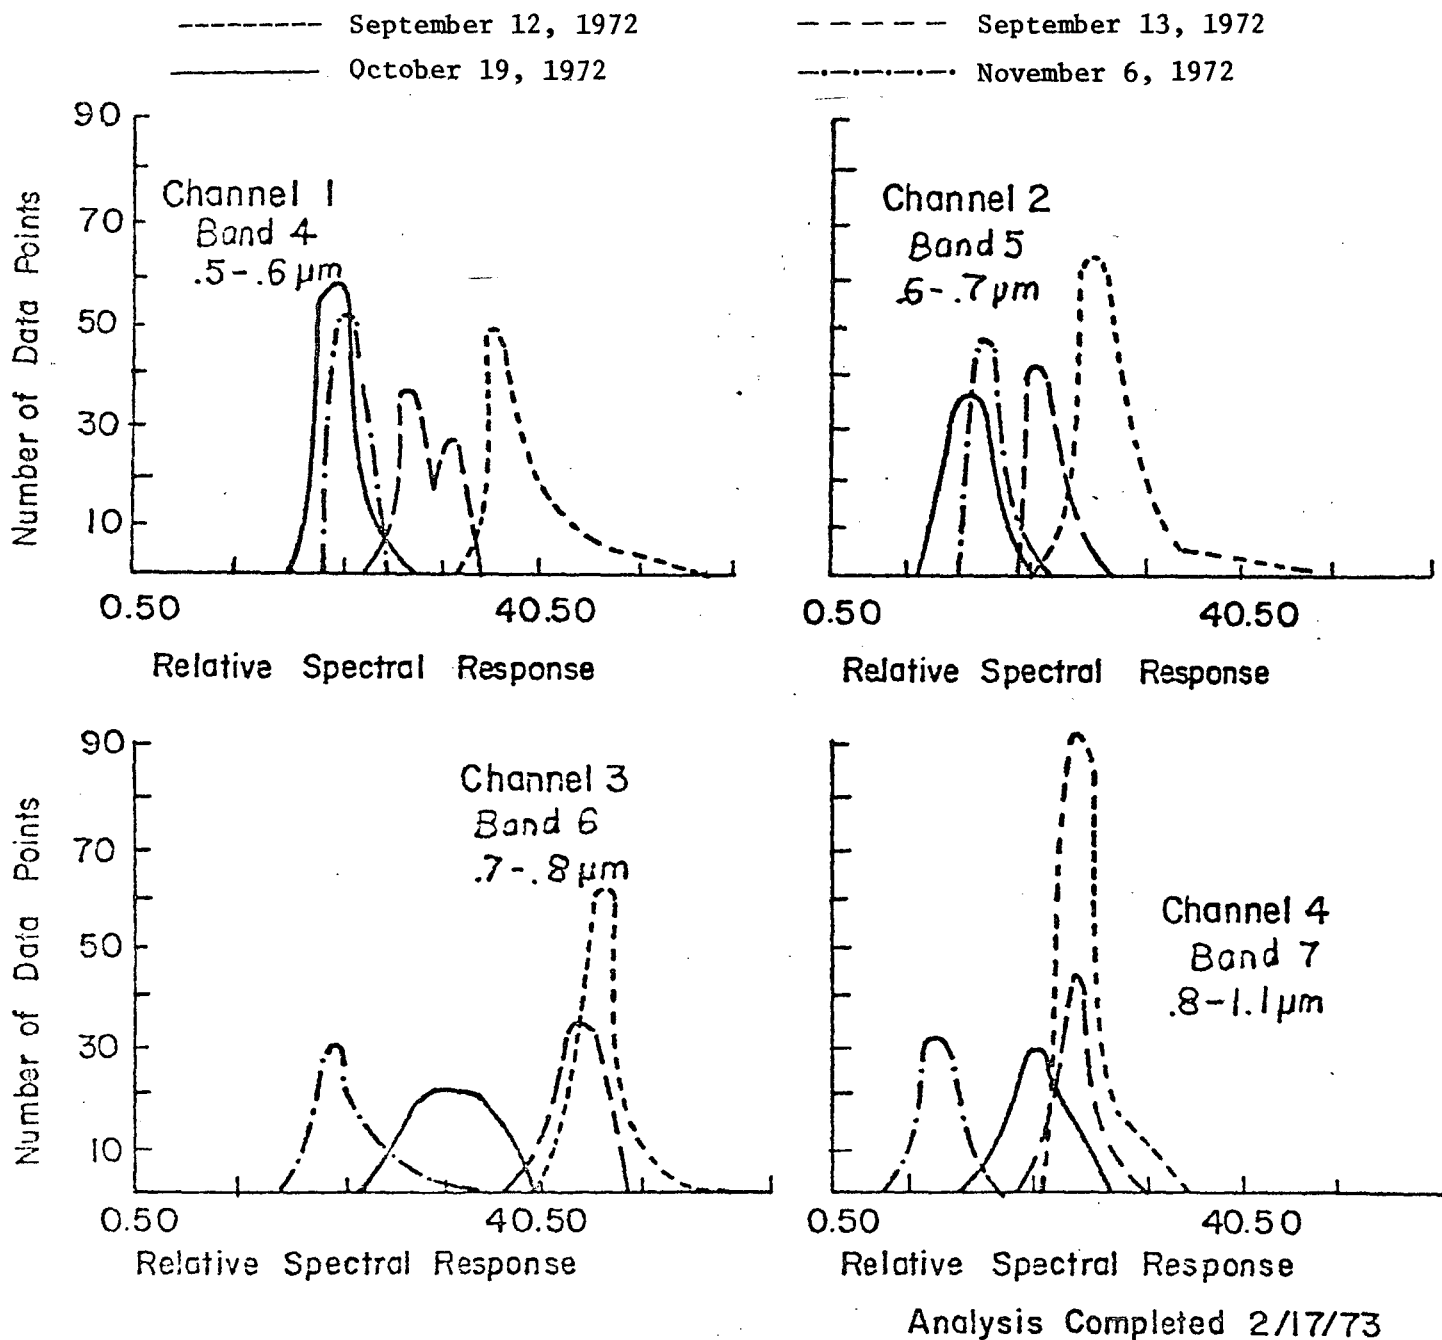 September 12, 1972
September 13, 1972
October 19, 1972
November 6, 1972
Number of Data Points
90
70
50
30
10
Channel 1
Band 4
.5-.6 μm
0.50
40.50
Relative Spectral Response
Channel 2
Band 5
.6-.7 μm
0.50
40.50
Relative Spectral Response
Number of Data Points
90
70
50
30
10
Channel 3
Band 6
.7-.8 μm
0.50
40.50
Relative Spectral Response
Channel 4
Band 7
.8-1.1 μm
0.50
40.50
Relative Spectral Response
Analysis Completed 2/17/73